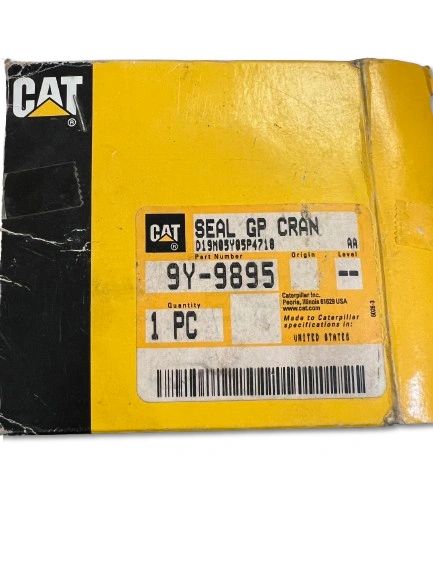 CAT
®
CAT
®
SEAL GP CRAN
D19M05Y05P4718 AA
Part Number Origin Level
9Y-9895 --
Caterpillar Inc.
Peoria, Illinois 61629 USA
www.cat.com
Quantity
1 PC
Made to Caterpillar
specifications in:
UNITED STATES